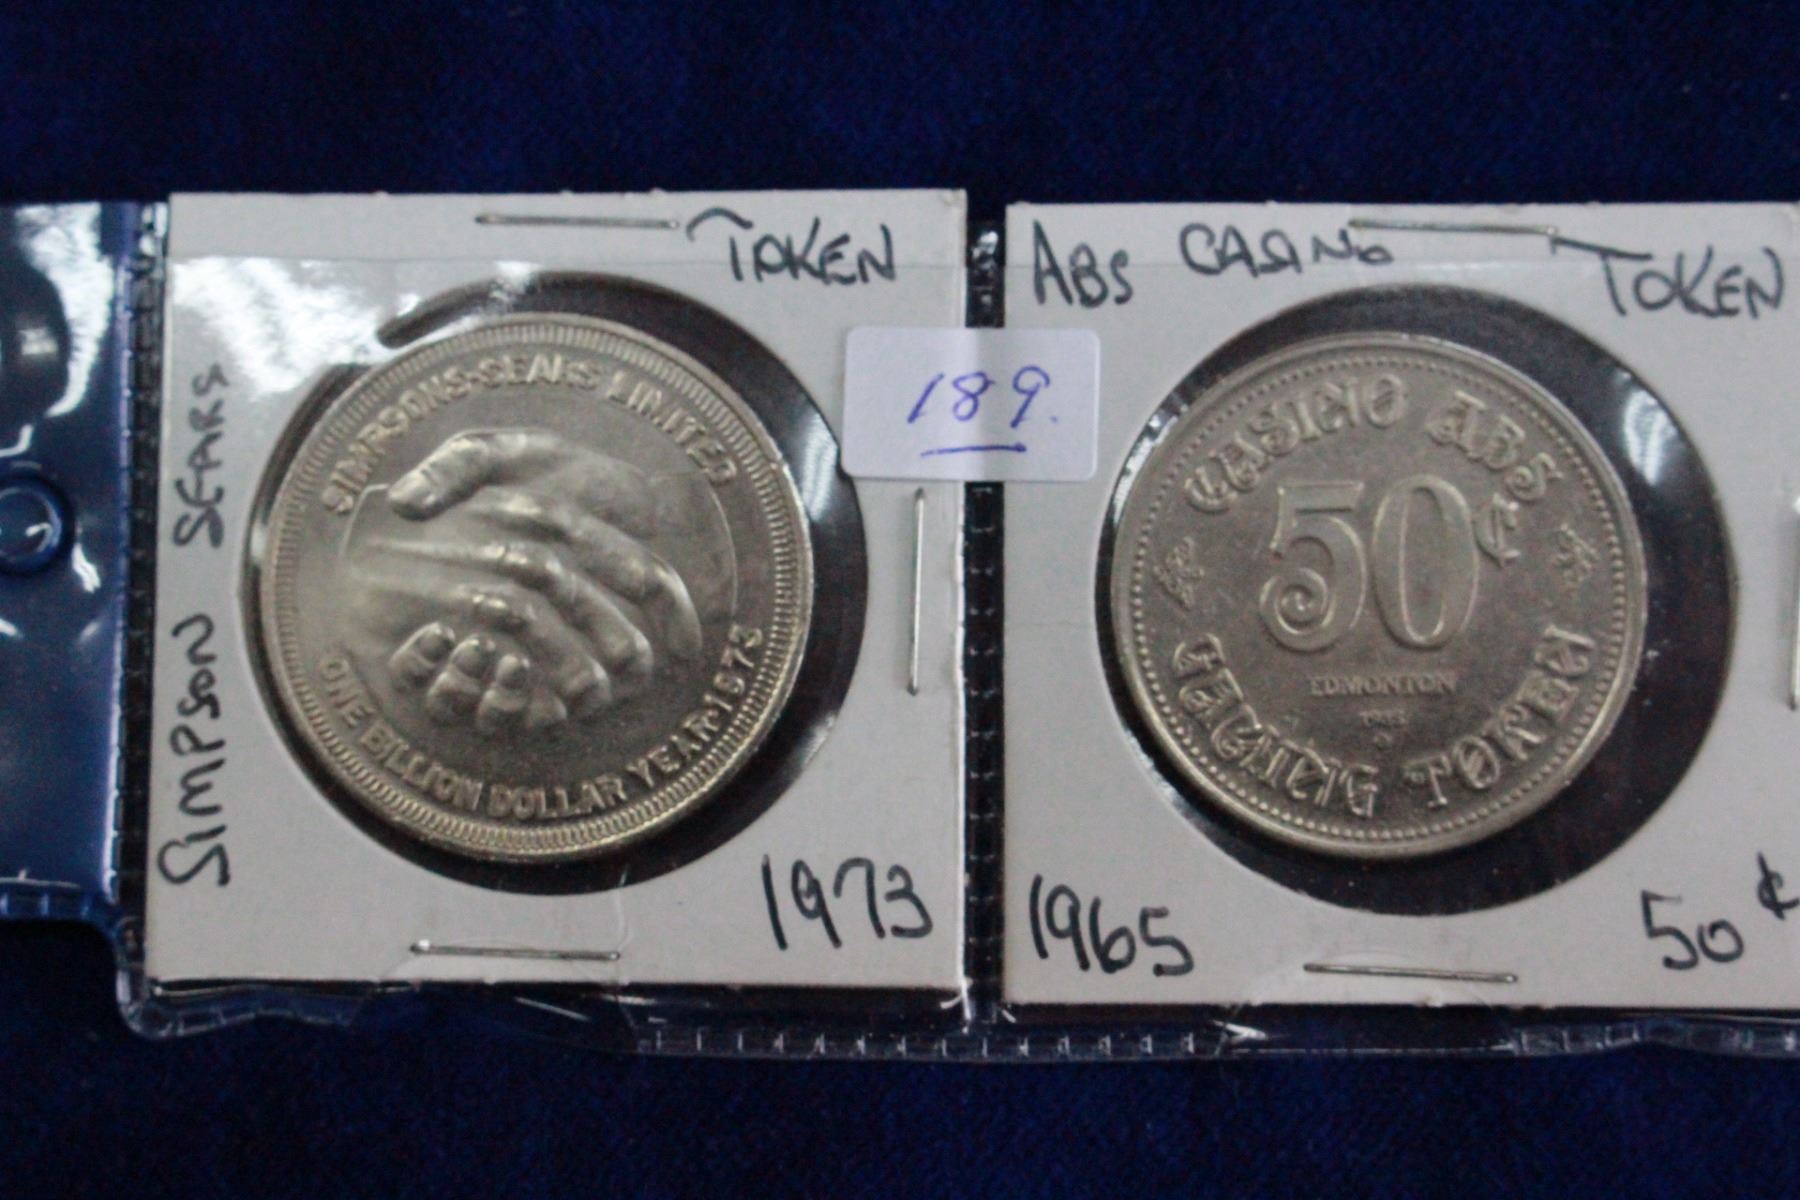 TOKEN
SIMPSON SEARS
SIMPSONS-SEARS LIMITED
ONE BILLION DOLLAR YEAR·1973
1973
189.
ABS CASINO TOKEN
CASINO ABS
50¢
EDMONTON
GAMING TOKEN
1965
50¢